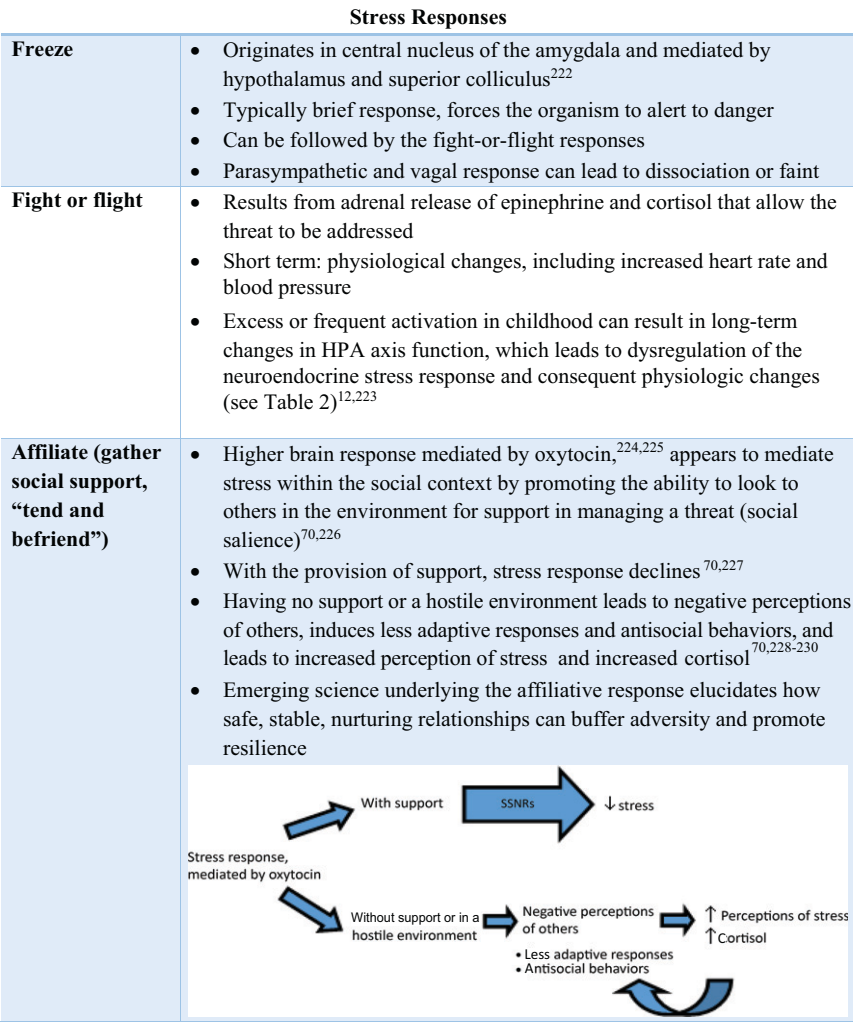 Stress Responses
Freeze
• Originates in central nucleus of the amygdala and mediated by
hypothalamus and superior colliculus222
• Typically brief response, forces the organism to alert to danger
• Can be followed by the fight-or-flight responses
• Parasympathetic and vagal response can lead to dissociation or faint
Fight or flight
• Results from adrenal release of epinephrine and cortisol that allow the
threat to be addressed
• Short term: physiological changes, including increased heart rate and
blood pressure
• Excess or frequent activation in childhood can result in long-term
changes in HPA axis function, which leads to dysregulation of the
neuroendocrine stress response and consequent physiologic changes
(see Table 2)12,223
Affiliate (gather
social support,
“tend and
befriend”)
• Higher brain response mediated by oxytocin,224,225 appears to mediate
stress within the social context by promoting the ability to look to
others in the environment for support in managing a threat (social
salience)70,226
• With the provision of support, stress response declines70,227
• Having no support or a hostile environment leads to negative perceptions
of others, induces less adaptive responses and antisocial behaviors, and
leads to increased perception of stress and increased cortisol70,228-230
• Emerging science underlying the affiliative response elucidates how
safe, stable, nurturing relationships can buffer adversity and promote
resilience
With support
SSNRs
↓ stress
Stress response,
mediated by oxytocin
Without support or in a
hostile environment
Negative perceptions
of others
• Less adaptive responses
• Antisocial behaviors
↑ Perceptions of stress
↑ Cortisol